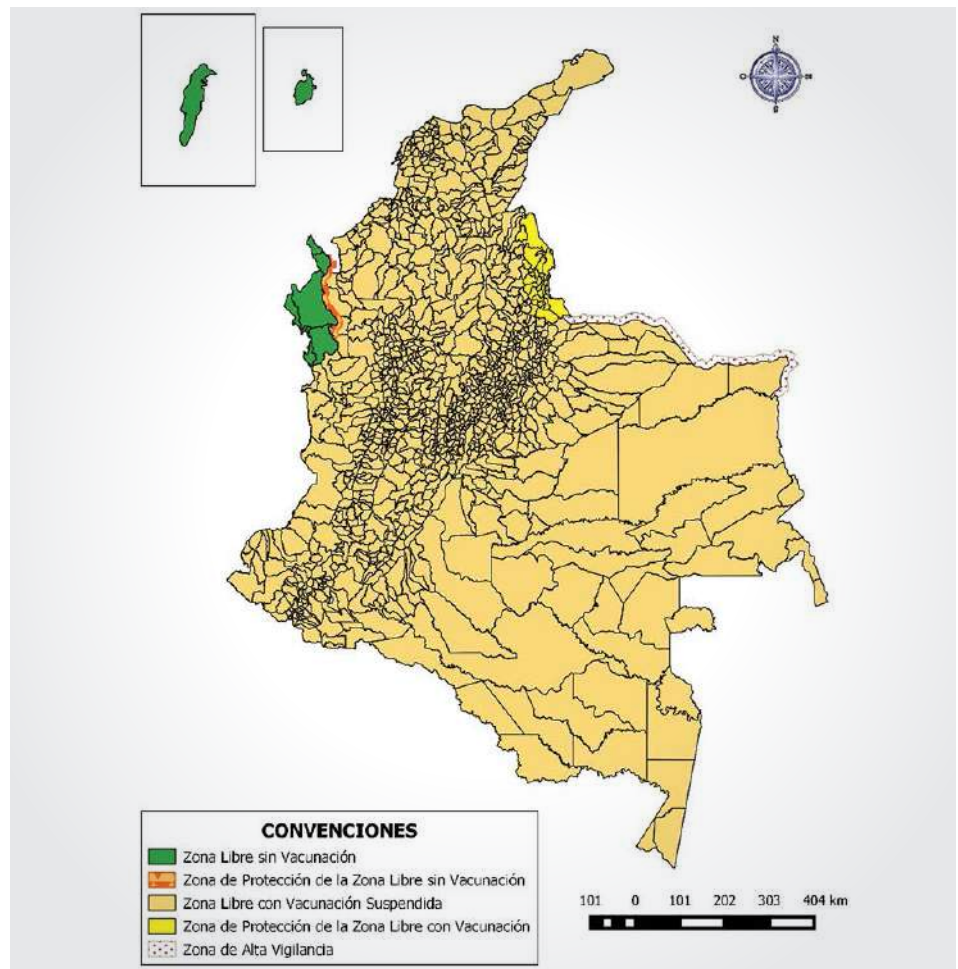 N
O
S
CONVENCIONES
Zona Libre sin Vacunación
Zona de Protección de la Zona Libre sin Vacunación
Zona Libre con Vacunación Suspendida
Zona de Protección de la Zona Libre con Vacunación
Zona de Alta Vigilancia
101 0 101 202 303 404 km